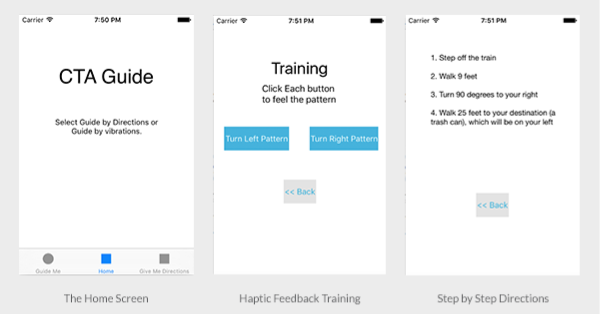 Carrier 7:50 PM
CTA Guide
Select Guide by Directions or
Guide by vibrations.
Guide Me Home Give Me Directions
The Home Screen
Carrier 7:51 PM
Training
Click Each button
to feel the pattern
Turn Left Pattern Turn Right Pattern
<< Back
Haptic Feedback Training
Carrier 7:51 PM
1. Step off the train
2. Walk 9 feet
3. Turn 90 degrees to your right
4. Walk 25 feet to your destination (a
trash can), which will be on your left
<< Back
Step by Step Directions